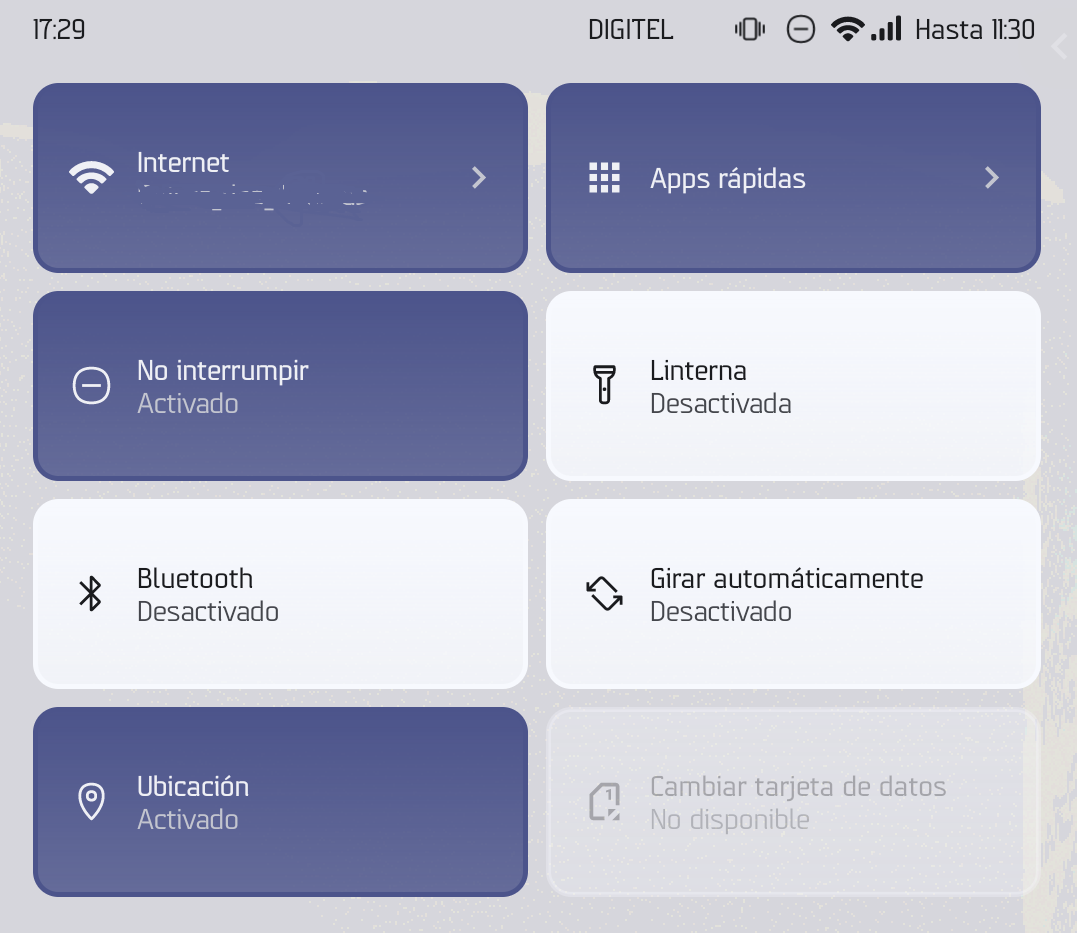 17:29 DIGITEL Hasta 11:30
Internet
Apps rápidas
No interrumpir
Activado
Linterna
Desactivada
Bluetooth
Desactivado
Girar automáticamente
Desactivado
Ubicación
Activado
1
Cambiar tarjeta de datos
No disponible